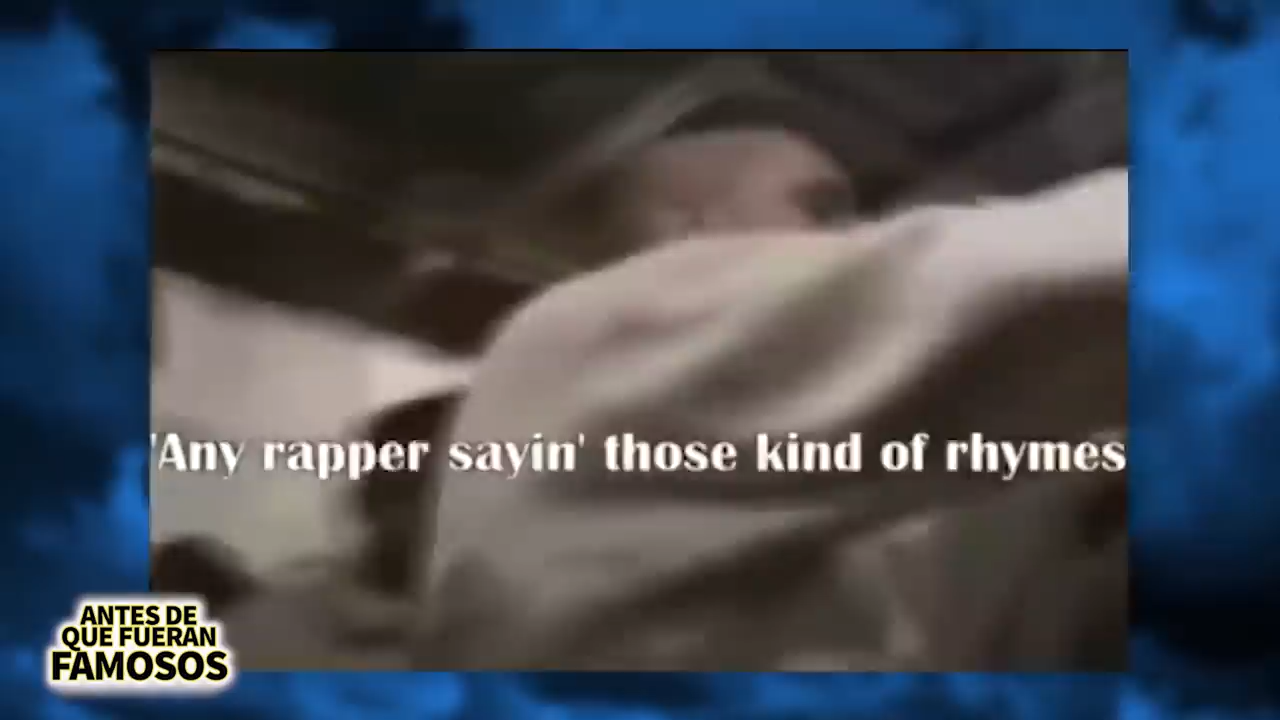 'Any rapper sayin' those kind of rhymes
ANTES DE
QUE FUERAN
FAMOSOS